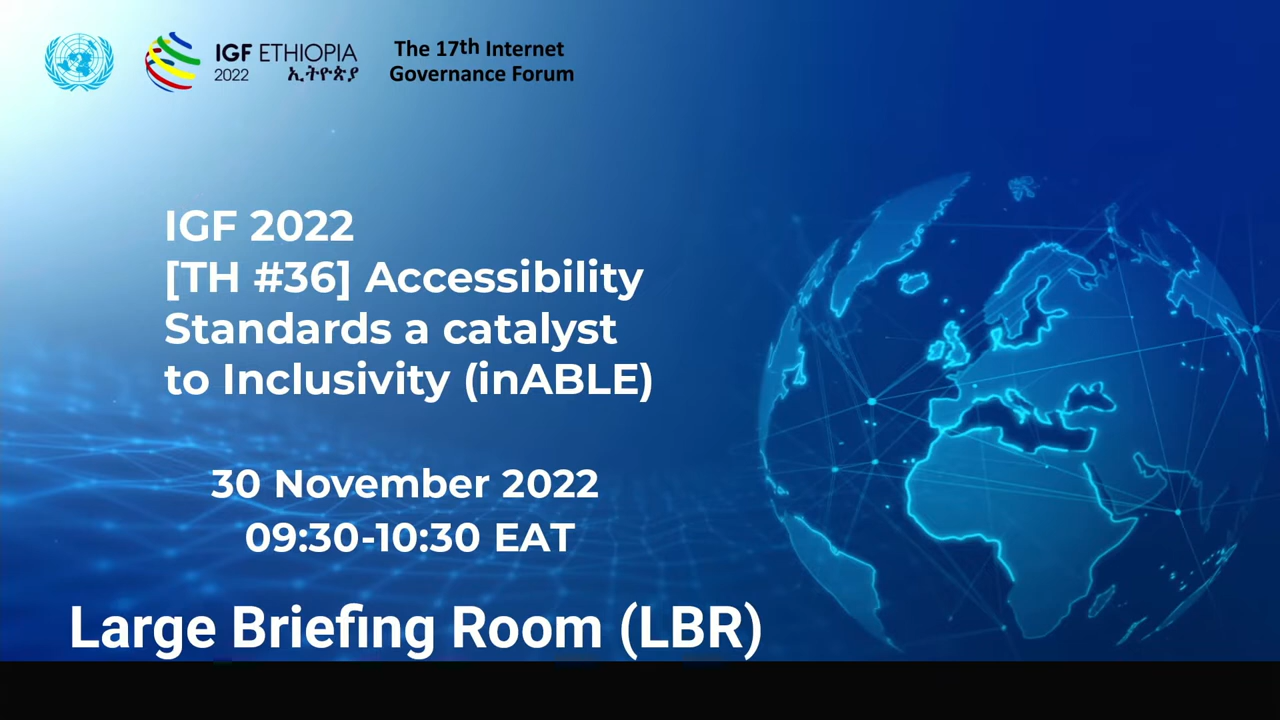 IGF ETHIOPIA
2022 ኢትዮጵያ
The 17th Internet
Governance Forum
IGF 2022
[TH #36] Accessibility
Standards a catalyst
to Inclusivity (inABLE)
30 November 2022
09:30-10:30 EAT
Large Briefing Room (LBR)